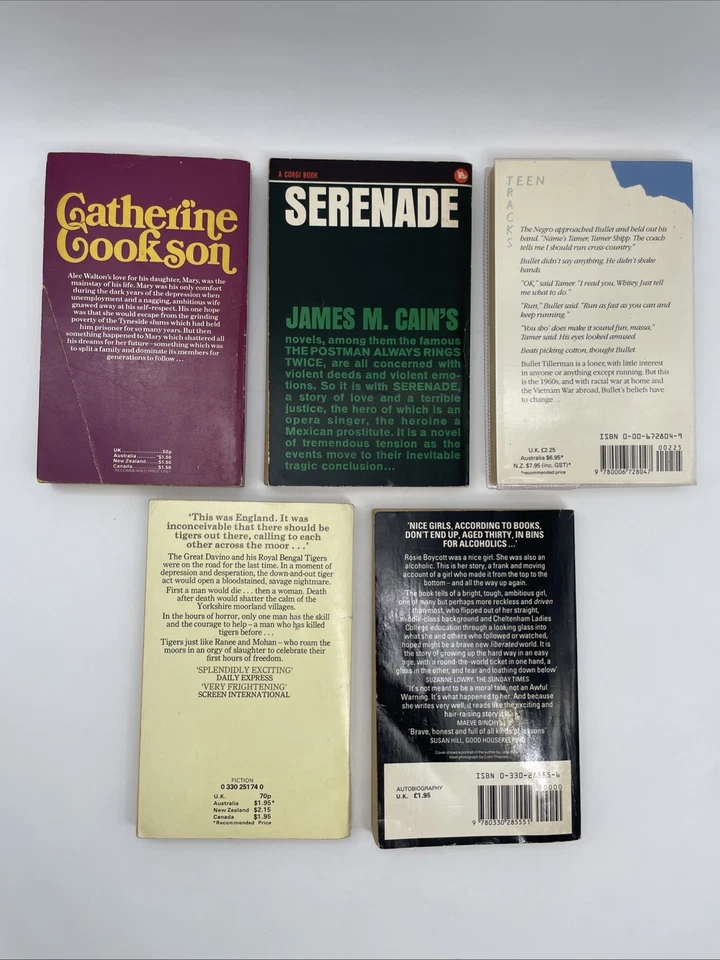 Catherine
Cookson
Alec Walton's love for his daughter, Mary, was the
mainstay of his life. Mary was his only comfort
during the dark years of the depression when
unemployment and a nagging, ambitious wife
gnawed away at his self-respect. His one hope
was that she would escape from the grinding
poverty of the Tyneside slums which had held
him prisoner for so many years. But then
something happened to Mary which shattered all
his dreams for her future – something which was
to split a family and dominate its members for
generations to follow . . .
UK 50p
Australia *$1.50
New Zealand $1.50
Canada $1.50
*RECOMMENDED PRICE ONLY
A CORGI BOOK
SERENADE
JAMES M. CAIN'S
novels, among them the famous
THE POSTMAN ALWAYS RINGS
TWICE, are all concerned with
violent deeds and violent emo-
tions. So it is with SERENADE,
a story of love and a terrible
justice, the hero of which is an
opera singer, the heroine a
Mexican prostitute. It is a novel
of tremendous tension as the
events move to their inevitable
tragic conclusion...
TEEN
TRACKS
The Negro approached Bullet and held out his
hand. "Name's Tamer, Tamer Shipp. The coach
tells me I should run cross-country."
Bullet didn't say anything. He didn't shake
hands.
"OK," said Tamer. "I read you, Whitey. Just tell
me what to do."
"Run," Bullet said. "Run as fast as you can and
keep running."
"You sho' does make it sound fun, massa,"
Tamer said. His eyes looked amused.
Beats picking cotton, thought Bullet.
Bullet Tillerman is a loner, with little interest
in anyone or anything except running. But this
is the 1960s, and with racial war at home and
the Vietnam War abroad, Bullet's beliefs have
to change...
U.K. £2.25
Australia $6.95*
N.Z. $7.95 (inc. GST)*
*recommended price
ISBN 0-00-672804-9
00225
9 780006 728047
'This was England. It was
inconceivable that there should be
tigers out there, calling to each
other across the moor . . .'
The Great Davino and his Royal Bengal Tigers
were on the road for the last time. In a moment of
depression and desperation, the down-and-out tiger
act would open a bloodstained, savage nightmare.
First a man would die . . . then a woman. Death
after death would shatter the calm of the
Yorkshire moorland villages.
In the hours of horror, only one man has the skill
and the courage to help – a man who has killed
tigers before . . .
Tigers just like Ranee and Mohan – who roam the
moors in an orgy of slaughter to celebrate their
first hours of freedom.
'SPLENDIDLY EXCITING'
DAILY EXPRESS
'VERY FRIGHTENING'
SCREEN INTERNATIONAL
FICTION
0 330 25174 0
U.K. 70p
Australia $1.95*
New Zealand $2.15
Canada $1.95
*Recommended Price
'NICE GIRLS, ACCORDING TO BOOKS,
DON'T END UP, AGED THIRTY, IN BINS
FOR ALCOHOLICS . . .'
Rosie Boycott was a nice girl. She was also an
alcoholic. This is her story, a frank and moving
account of a girl who made it from the top to the
bottom – and all the way up again.
'The book tells of a bright, tough, ambitious girl,
one of many but perhaps more reckless and driven
than most, who flipped out of her straight,
middle-class background and Cheltenham Ladies
College education through a looking glass into
what she and others who followed or watched,
hoped might be a brave new liberated world. It is
the story of growing up the hard way in an easy
age, with a round-the-world ticket in one hand, a
glass in the other, and fear and loathing down below'
SUZANNE LOWRY, THE SUNDAY TIMES
'It's not meant to be a moral tale, not an Awful
Warning. It's what happened to her. And because
she writes very well, it reads like the exciting and
hair-raising story it is'
MAEVE BINCHY
'Brave, honest and full of all kinds of lessons'
SUSAN HILL, GOOD HOUSEKEEPING
Cover shows a portrait of the author by
photograph by Colin Thomas
AUTOBIOGRAPHY
U.K. £1.95
ISBN 0-330-28555-6
90000
9 780330 285551